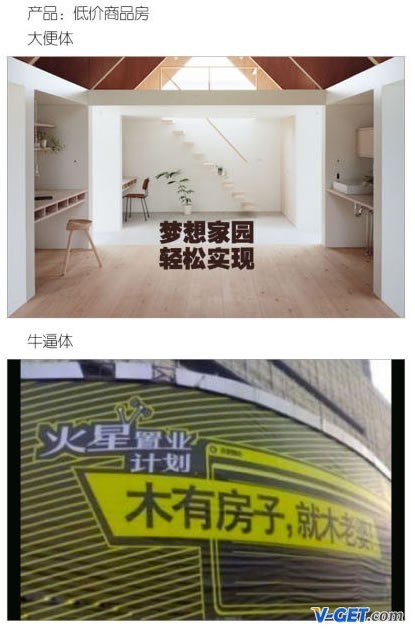 产品：低价商品房
大便体
梦想家园
轻松实现
牛逼体
火星置业
计划
木有房子，就木老婆！
V-GET.com